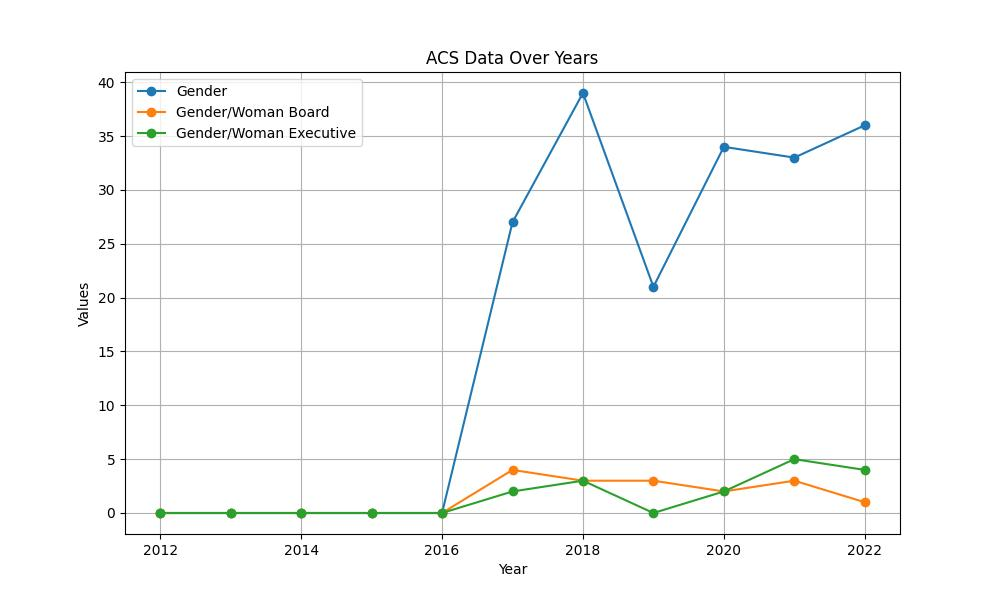 ACS Data Over Years
Gender
Gender/Woman Board
Gender/Woman Executive
40
35
30
25
20
15
10
5
0
Values
2012 2014 2016 2018 2020 2022
Year